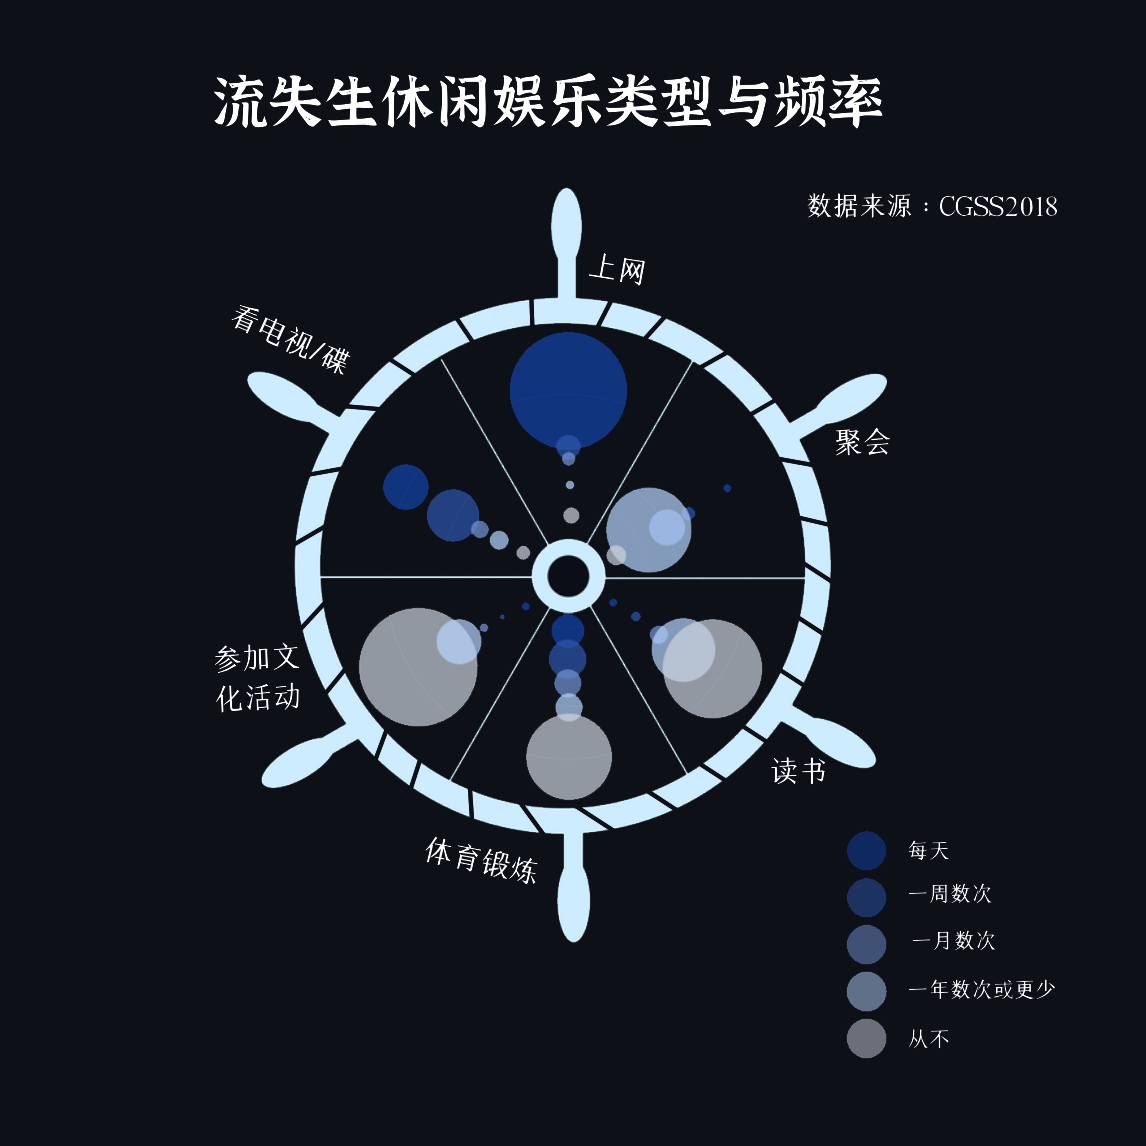 流失生休闲娱乐类型与频率
数据来源：CGSS2018
上网
看电视/碟
聚会
参加文
化活动
读书
体育锻炼
每天
一周数次
一月数次
一年数次或更少
从不